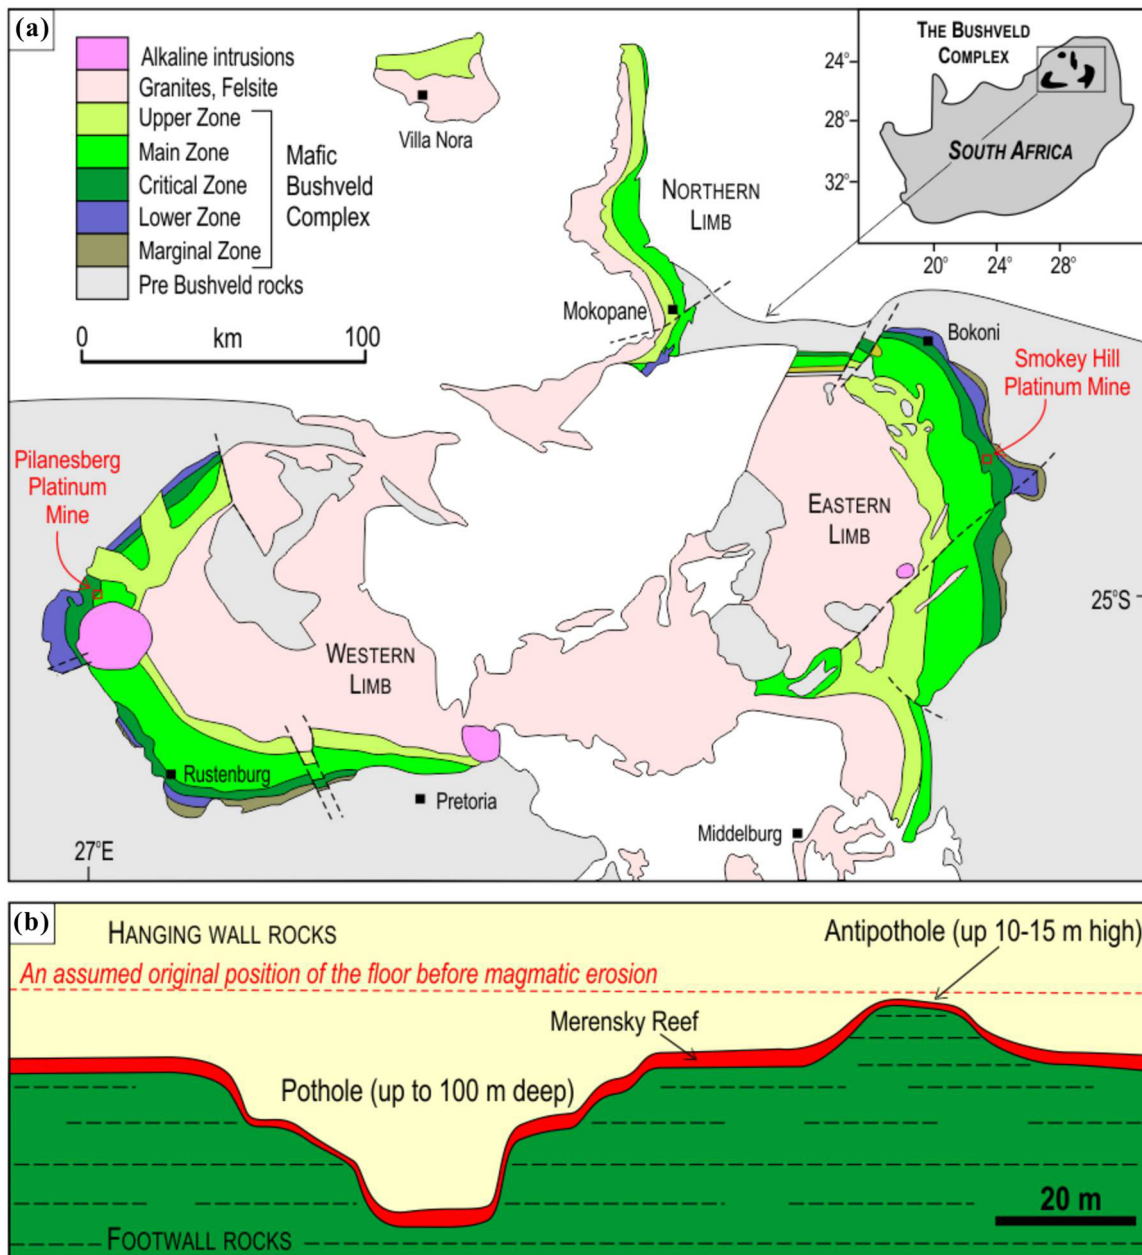 (a)
Alkaline intrusions
Granites, Felsite
Upper Zone
Main Zone
Critical Zone
Lower Zone
Marginal Zone
Pre Bushveld rocks
Mafic
Bushveld
Complex
0 km 100
Villa Nora
NORTHERN
LIMB
Mokopane
THE BUSHVELD
COMPLEX
24°
28°
32°
SOUTH AFRICA
20° 24° 28°
Bokoni
Smokey Hill
Platinum Mine
Pilanesberg
Platinum
Mine
EASTERN
LIMB
25°S
WESTERN
LIMB
Rustenburg
Pretoria
Middelburg
27°E
(b)
HANGING WALL ROCKS
Antipothole (up 10-15 m high)
An assumed original position of the floor before magmatic erosion
Merensky Reef
Pothole (up to 100 m deep)
20 m
FOOTWALL ROCKS